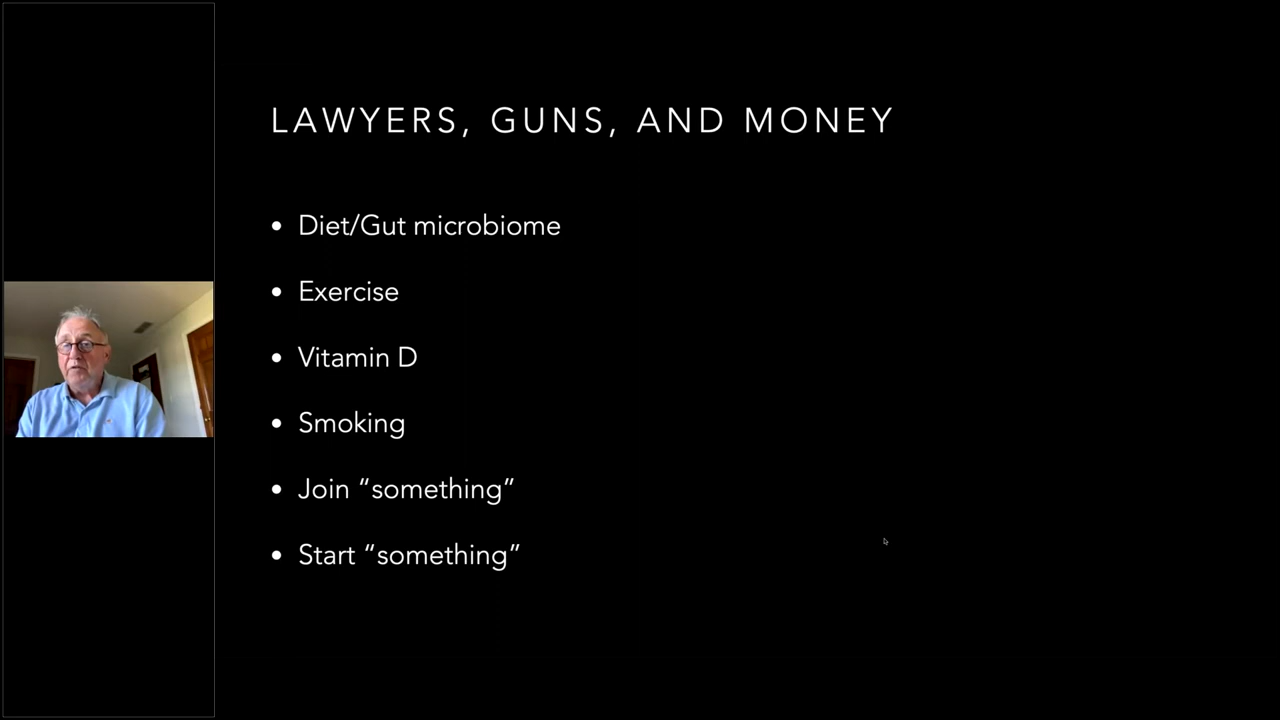 LAWYERS, GUNS, AND MONEY
• Diet/Gut microbiome
• Exercise
• Vitamin D
• Smoking
• Join “something”
• Start “something”